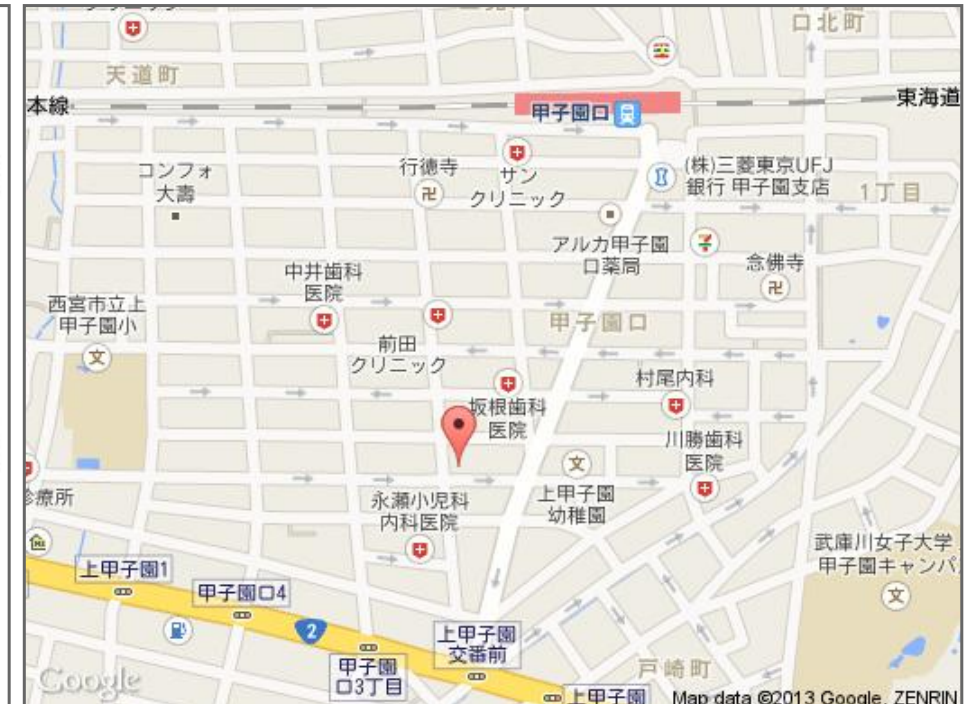 クリニック
天道町
口北町
本線
東海道
甲子園口
コンフォ
大壽
行徳寺
サン
クリニック
(株)三菱東京UFJ
銀行 甲子園支店
1丁目
アルカ甲子園
口薬局
念佛寺
中井歯科
医院
西宮市立上
甲子園小
甲子園口
前田
クリニック
村尾内科
坂根歯科
医院
川勝歯科
医院
診療所
永瀬小児科
内科医院
上甲子園
幼稚園
武庫川女子大学
甲子園キャンパ
上甲子園1
甲子園口4
2
上甲子園
交番前
甲子園
口3丁目
戸崎町
上甲子園
Google
Map data ©2013 Google, ZENRIN